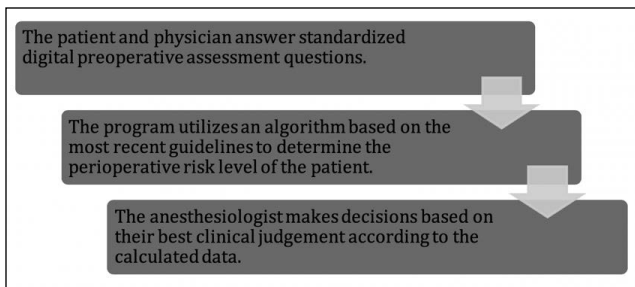 The patient and physician answer standardized
digital preoperative assessment questions.
The program utilizes an algorithm based on the
most recent guidelines to determine the
perioperative risk level of the patient.
The anesthesiologist makes decisions based on
their best clinical judgement according to the
calculated data.